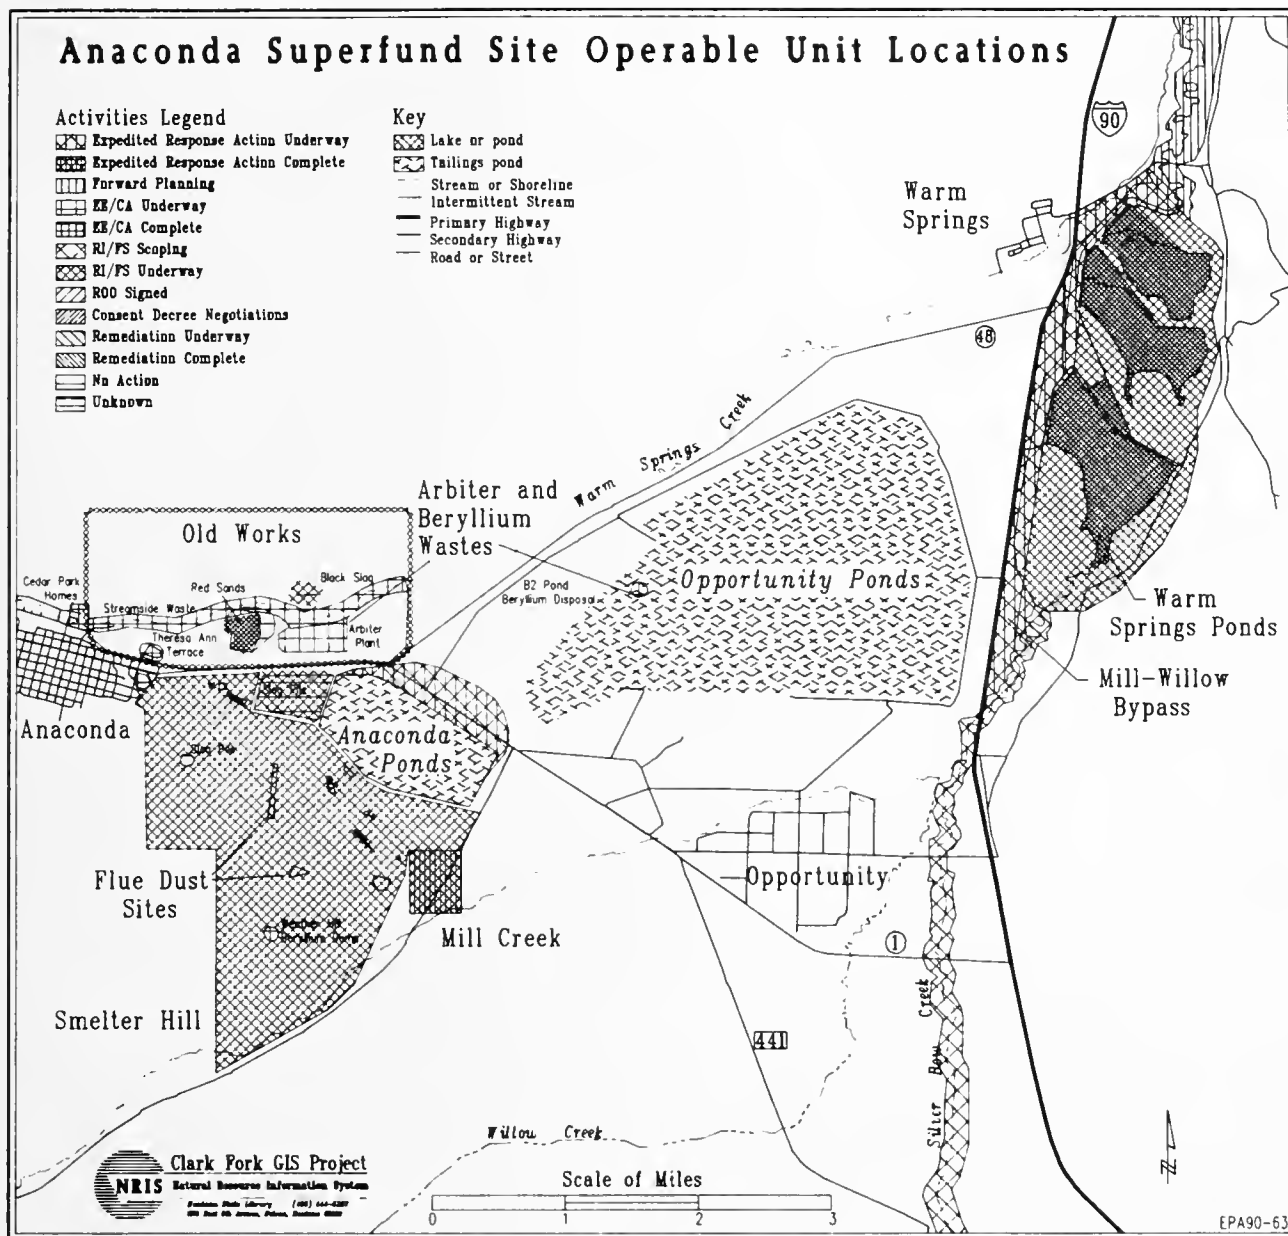 Anaconda Superfund Site Operable Unit Locations
Activities Legend
Expedited Response Action Underway
Expedited Response Action Complete
Forward Planning
EE/CA Underway
EE/CA Complete
RI/FS Scoping
RI/FS Underway
ROD Signed
Consent Decree Negotiations
Remediation Underway
Remediation Complete
No Action
Unknown
Key
Lake or pond
Tailings pond
Stream or Shoreline
Intermittent Stream
Primary Highway
Secondary Highway
Road or Street
90
Warm
Springs
48
Warm Springs Creek
Arbiter and
Beryllium
Wastes
Old Works
Cedar Park
Homes
Red Sands
Black Slag
Streamside Waste
Theresa Ann
Terrace
Arbiter
Plant
B2 Pond
Beryllium Disposal
Opportunity Ponds
Warm
Springs Ponds
Mill-Willow
Bypass
Anaconda
Anaconda
Ponds
Flue Dust
Sites
Opportunity
Mill Creek
1
Smelter Hill
441
Silver Bow Creek
Willow Creek
Clark Fork GIS Project
NRIS
Natural Resource Information System
Scale of Miles
0 1 2 3
EPA90-63